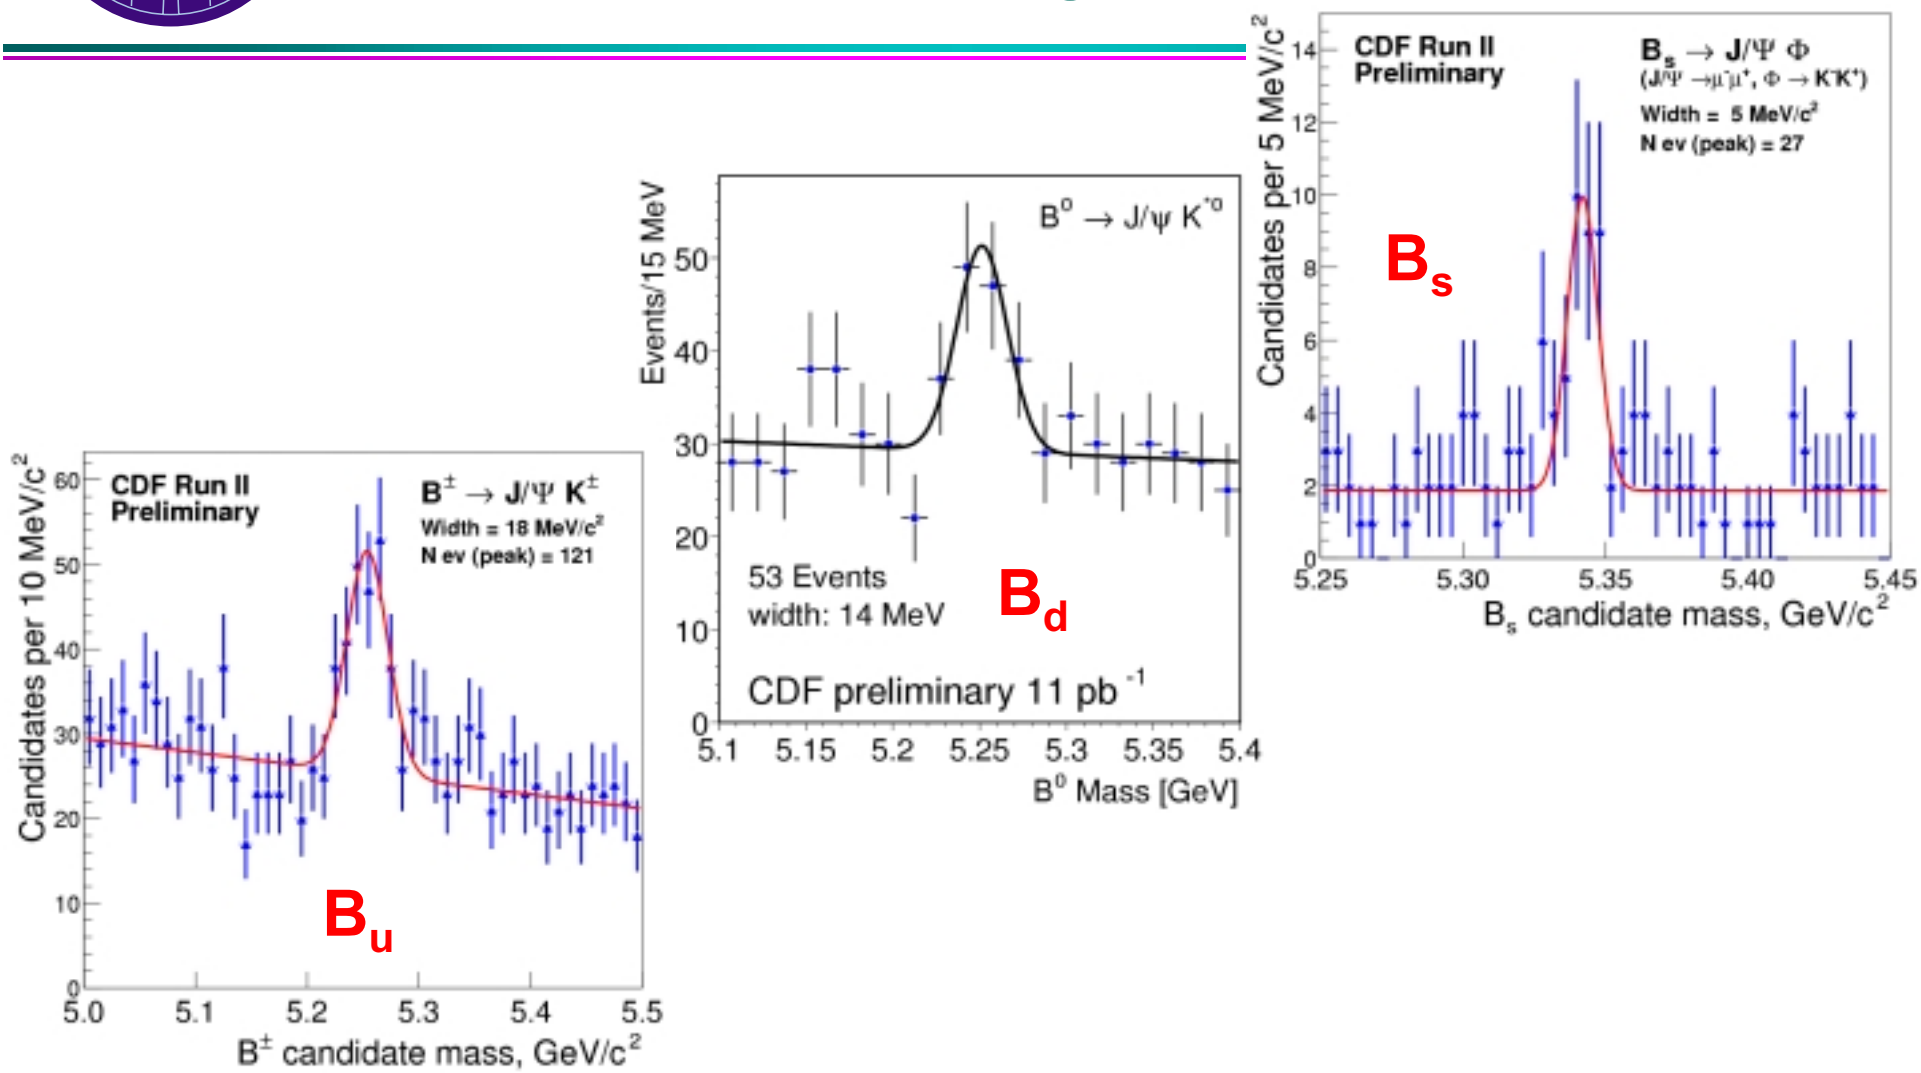 CDF Run II
Preliminary
B± → J/Ψ K±
Width = 18 MeV/c²
N ev (peak) = 121
Candidates per 10 MeV/c²
60
50
40
30
20
10
0
B_u
5.0 5.1 5.2 5.3 5.4 5.5
B± candidate mass, GeV/c²
Events/15 MeV
B⁰ → J/ψ K*⁰
50
40
30
20
10
0
53 Events
width: 14 MeV
B_d
CDF preliminary 11 pb⁻¹
5.1 5.15 5.2 5.25 5.3 5.35 5.4
B⁰ Mass [GeV]
CDF Run II
Preliminary
B_s → J/Ψ Φ
(J/Ψ → μ⁻μ⁺, Φ → K⁻K⁺)
Width = 5 MeV/c²
N ev (peak) = 27
Candidates per 5 MeV/c²
14
12
10
8
6
4
2
0
B_s
5.25 5.30 5.35 5.40 5.45
B_s candidate mass, GeV/c²